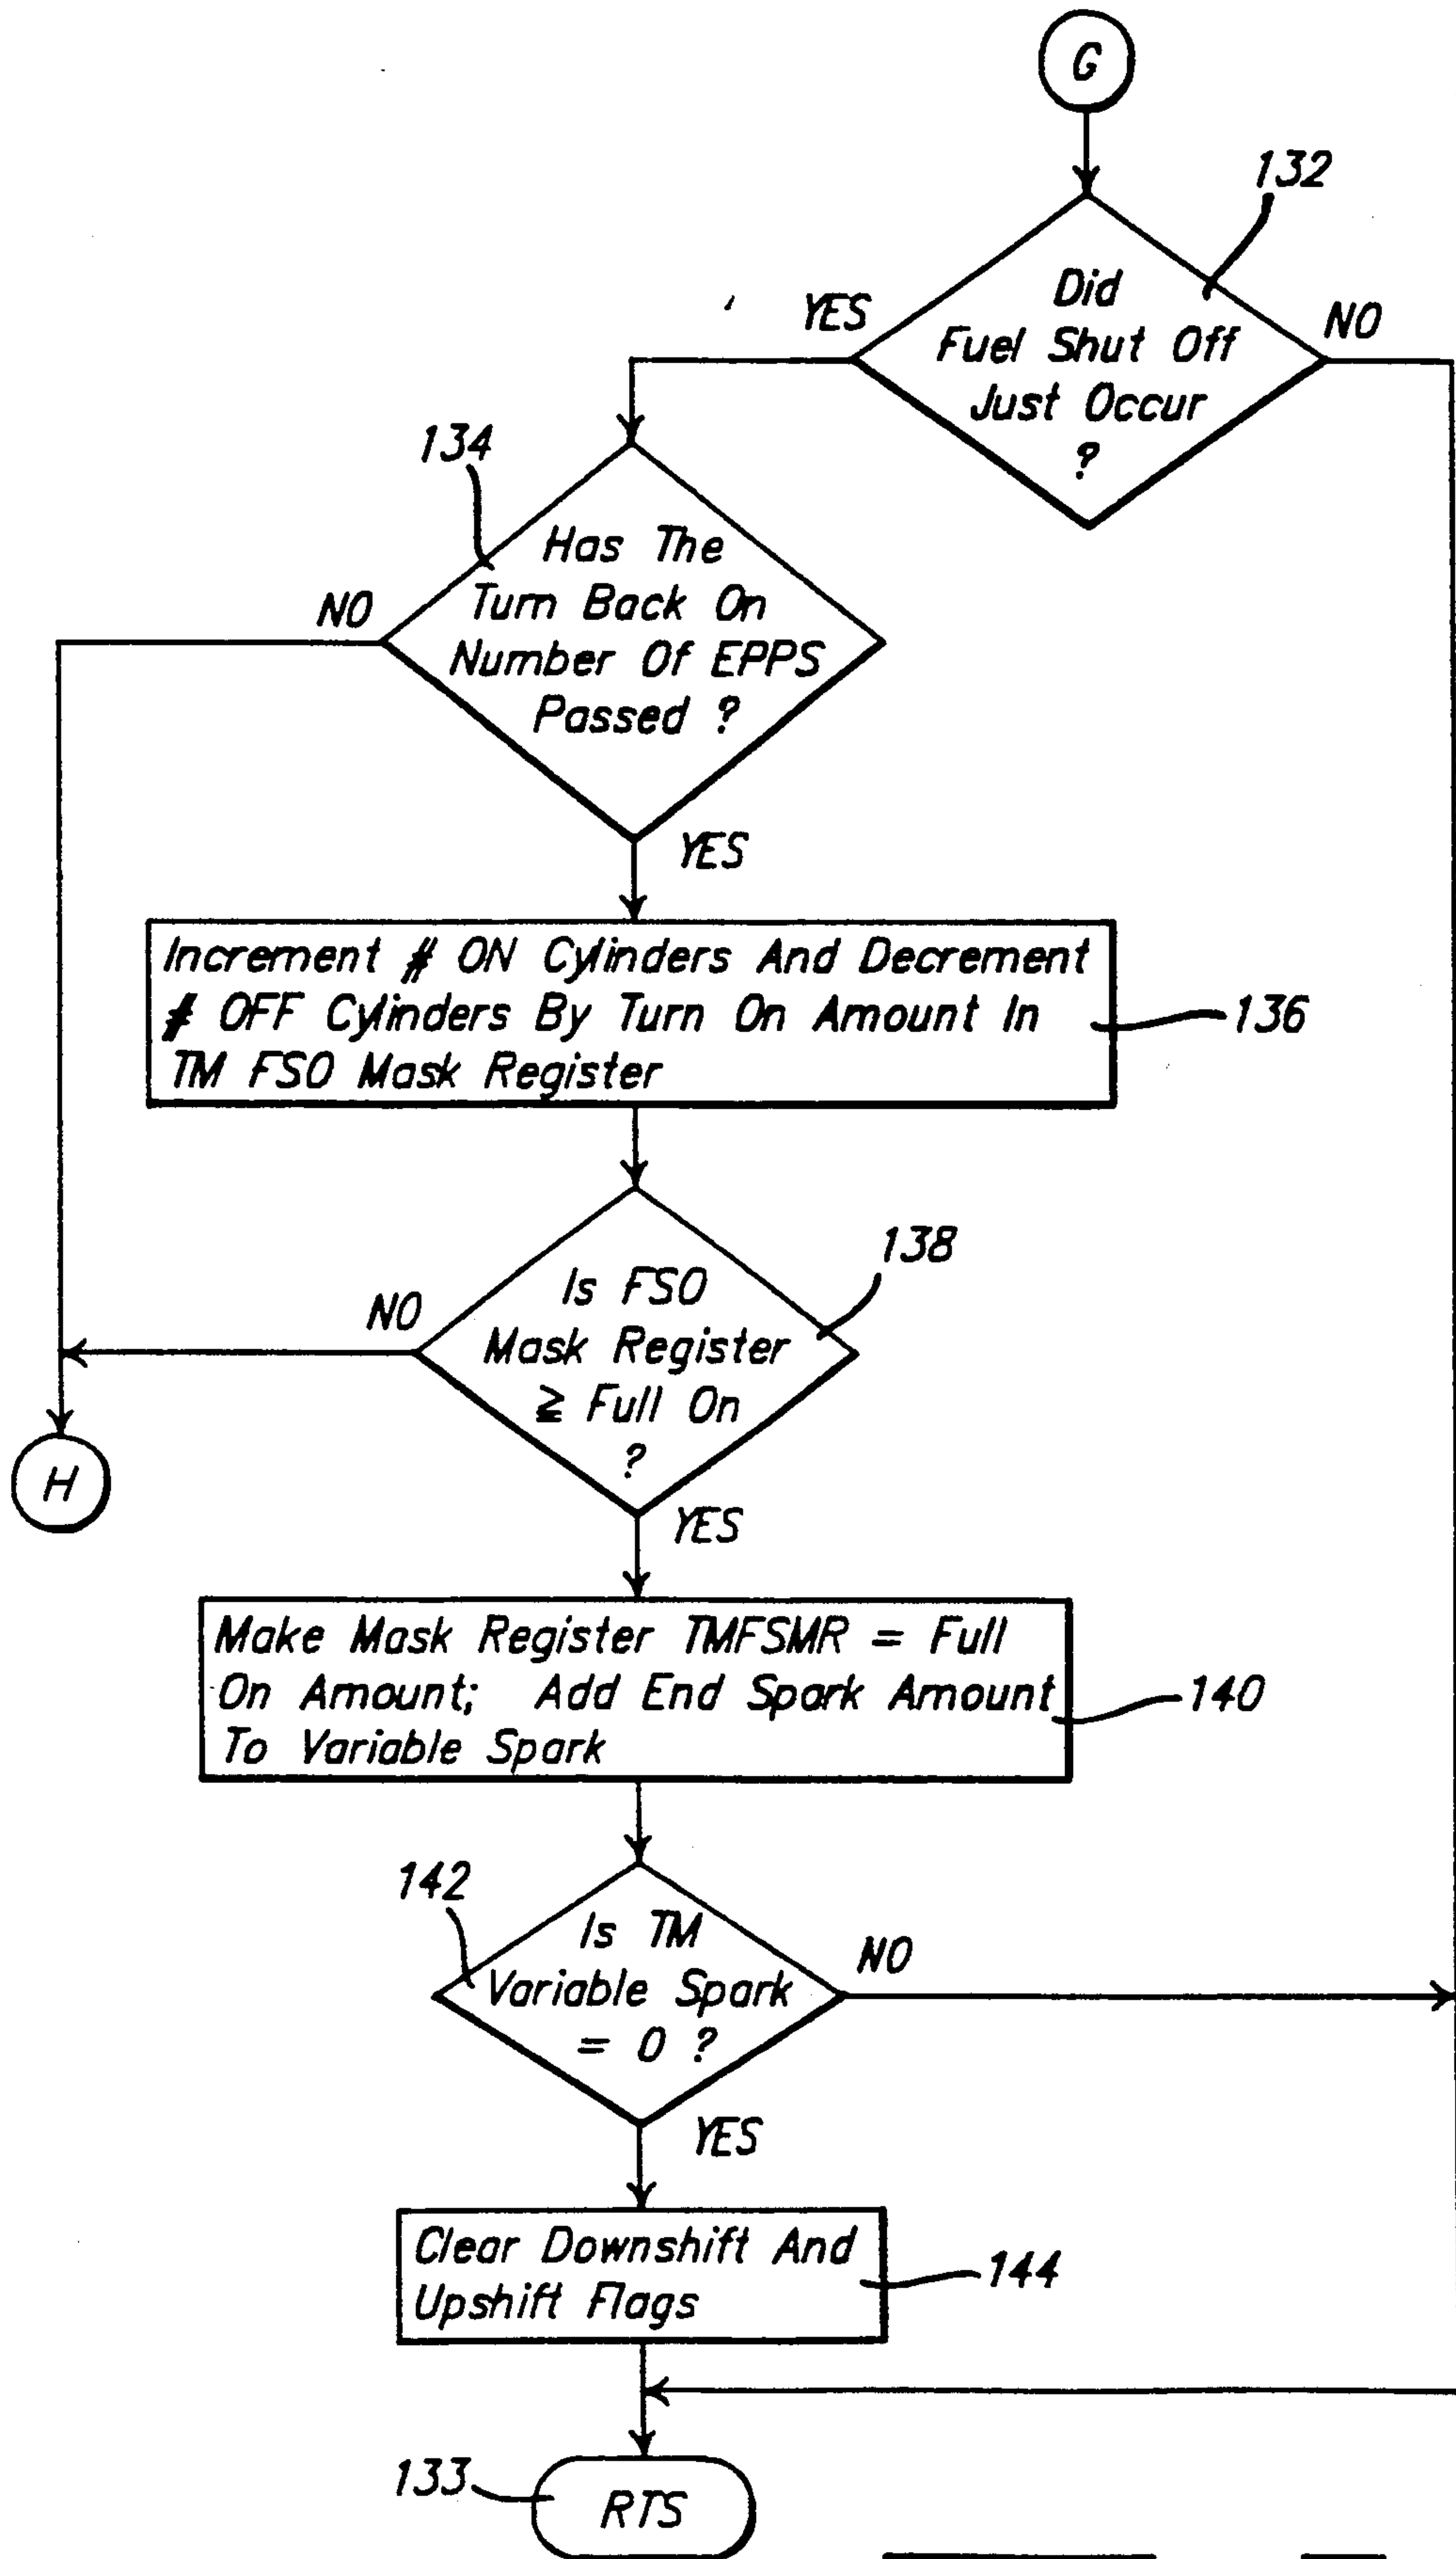 G
132
Did
Fuel Shut Off
Just Occur
?
YES
NO
134
Has The
Turn Back On
Number Of EPPS
Passed ?
NO
YES
Increment # ON Cylinders And Decrement
# OFF Cylinders By Turn On Amount In
TM FSO Mask Register
136
138
Is FSO
Mask Register
≧ Full On
?
NO
H
YES
Make Mask Register TMFSMR = Full
On Amount; Add End Spark Amount
To Variable Spark
140
142
Is TM
Variable Spark
= 0 ?
NO
YES
Clear Downshift And
Upshift Flags
144
133
RTS